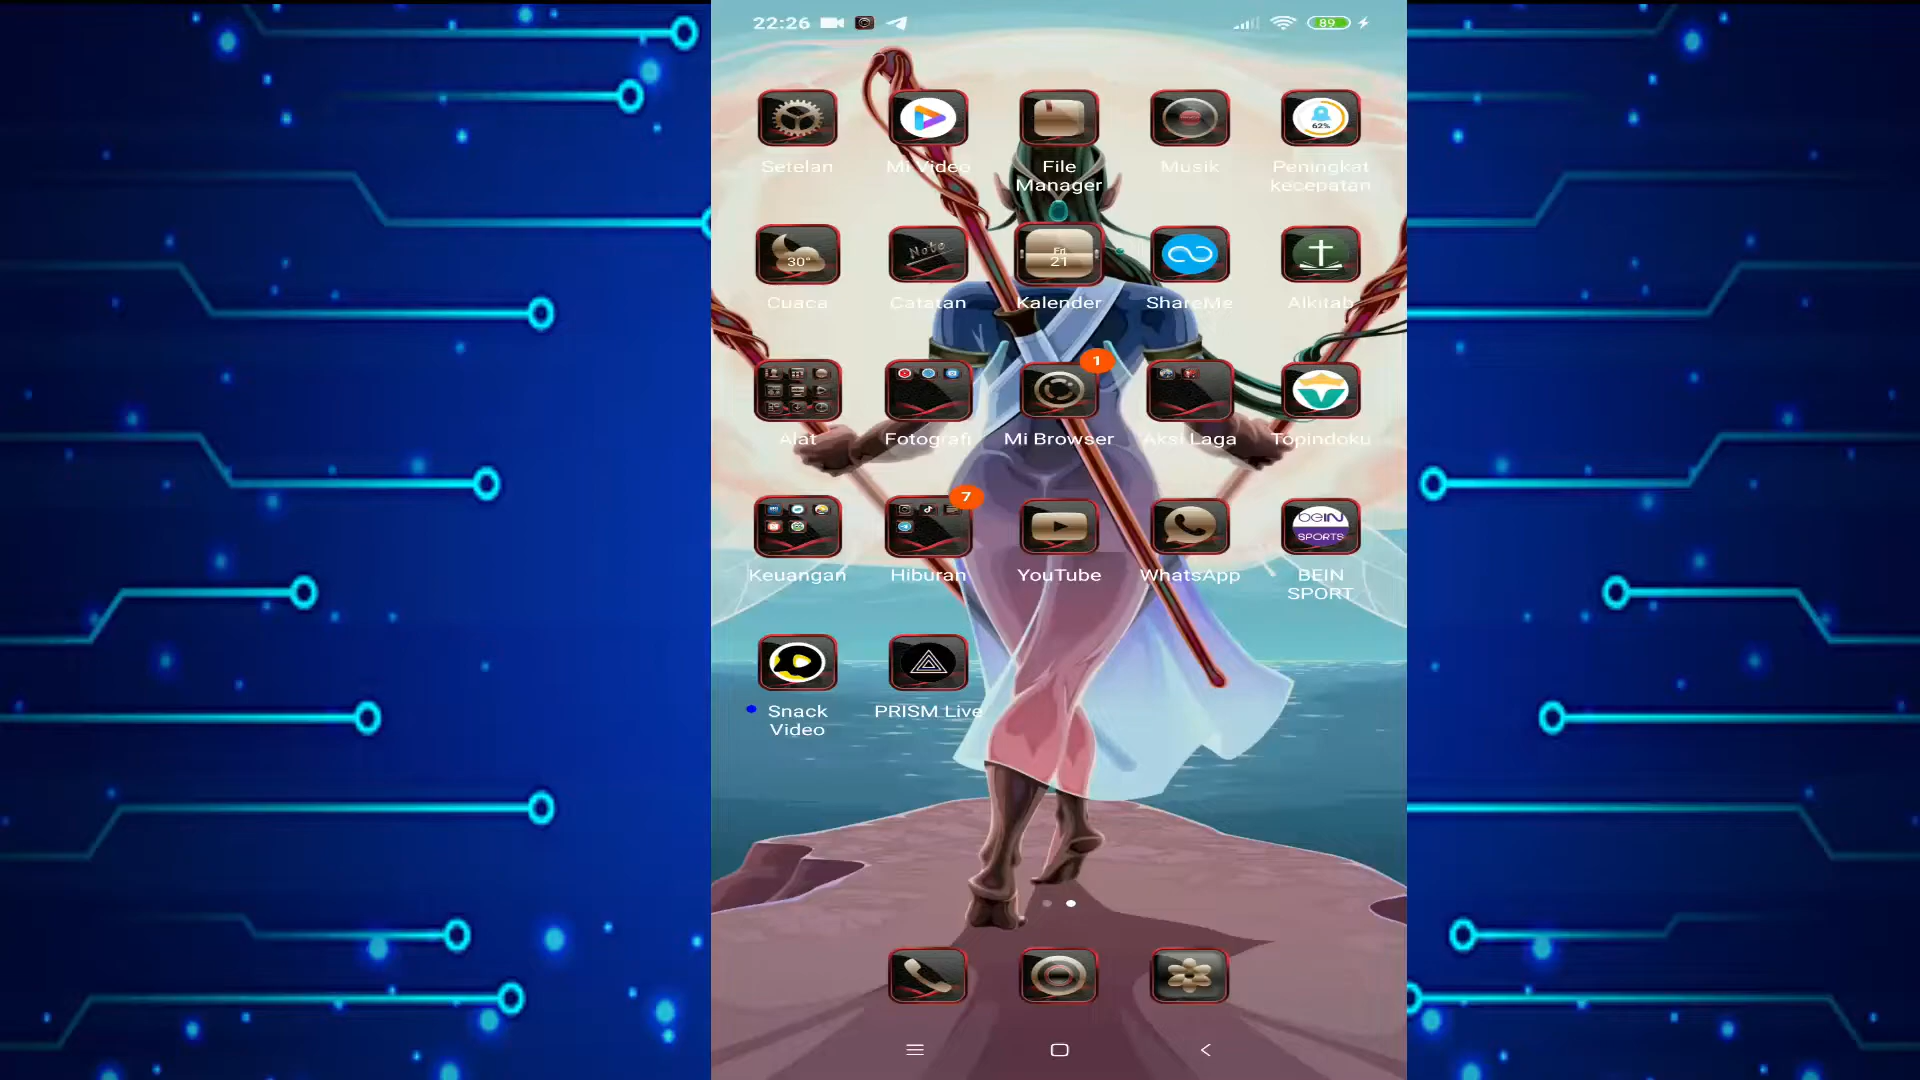 22:26
89
62%
Setelan
Mi Video
File
Manager
Musik
Peningkat
kecepatan
30°
Note
Fri
21
Cuaca
Catatan
Kalender
ShareMe
Alkitab
1
Alat
Fotografi
Mi Browser
Aksi Laga
Topindoku
7
beIN
SPORTS
Keuangan
Hiburan
YouTube
WhatsApp
BEIN
SPORT
Snack
Video
PRISM Live